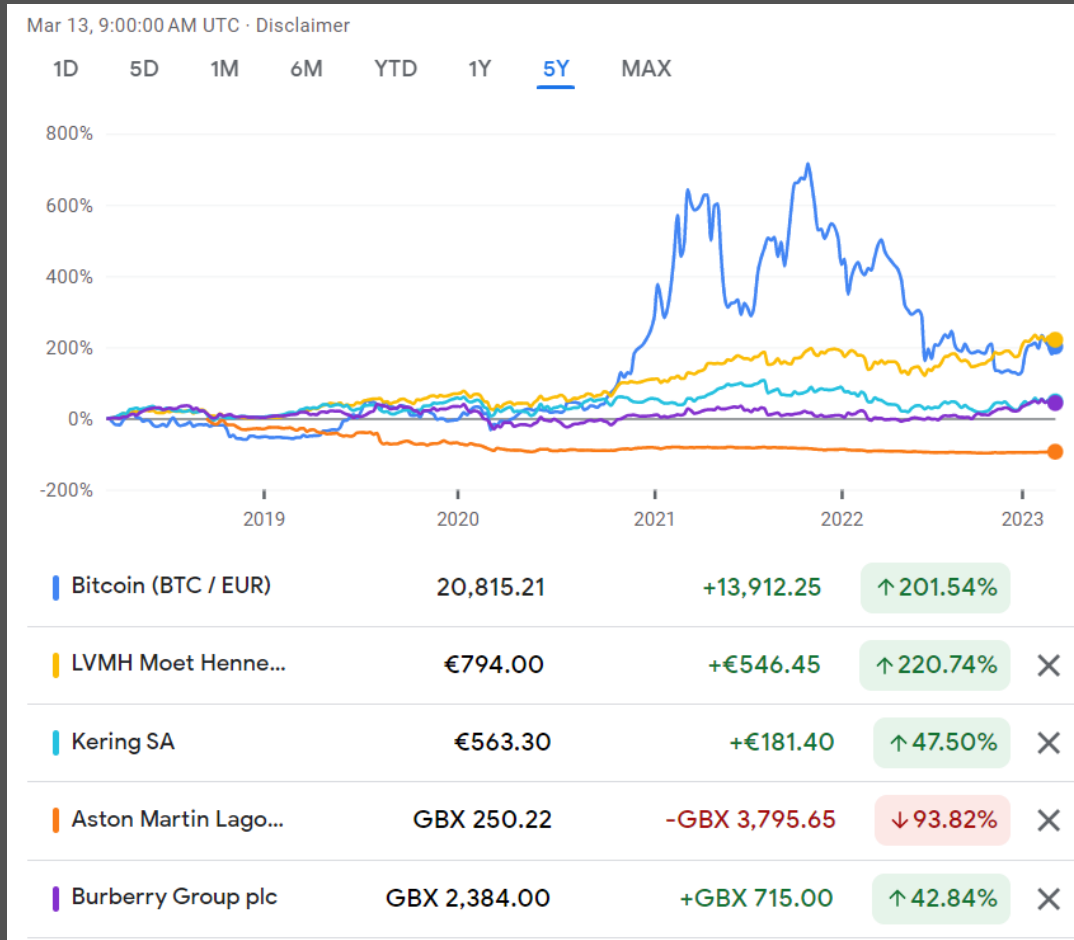 Mar 13, 9:00:00 AM UTC · Disclaimer
1D 5D 1M 6M YTD 1Y 5Y MAX
800%
600%
400%
200%
0%
-200%
2019 2020 2021 2022 2023
Bitcoin (BTC / EUR) 20,815.21 +13,912.25 ↑201.54%
LVMH Moet Henne... €794.00 +€546.45 ↑220.74%
Kering SA €563.30 +€181.40 ↑47.50%
Aston Martin Lago... GBX 250.22 -GBX 3,795.65 ↓93.82%
Burberry Group plc GBX 2,384.00 +GBX 715.00 ↑42.84%